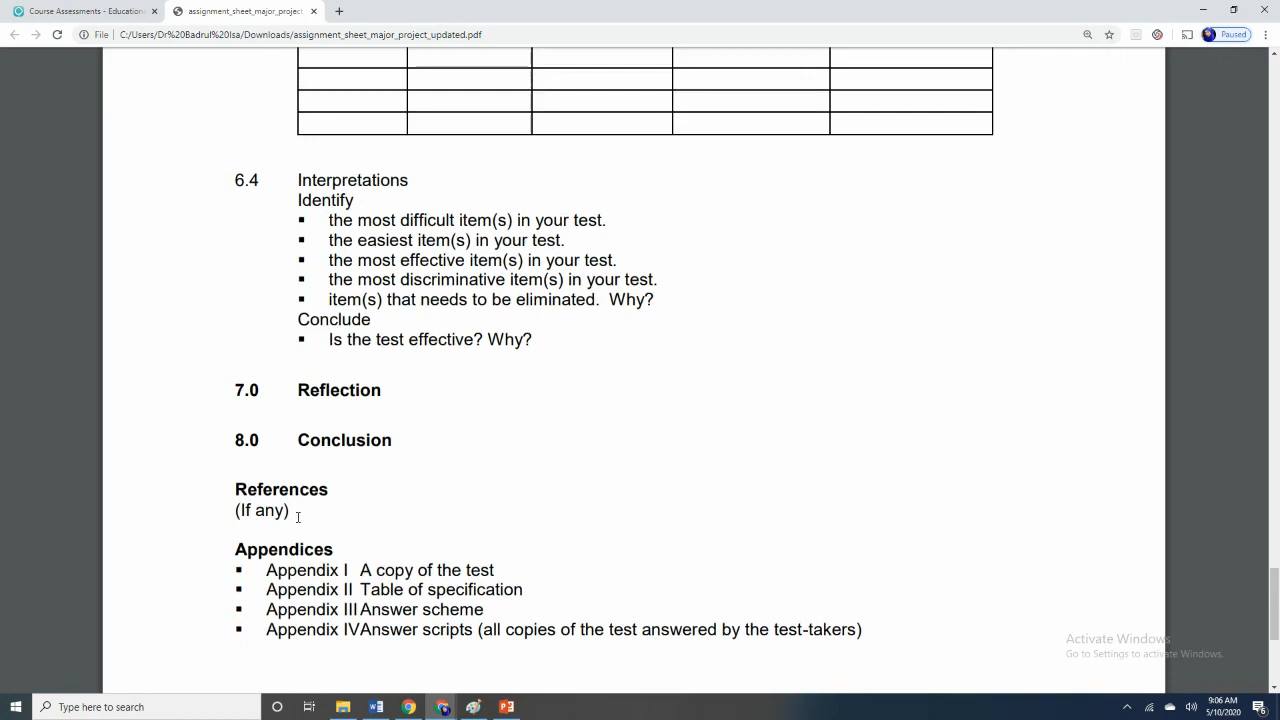 Course Assessments - Education
assignment_sheet_major_project
File
C:/Users/Dr%20Badrul%20Isa/Downloads/assignment_sheet_major_project_updated.pdf
Paused
6.4 Interpretations
Identify
▪ the most difficult item(s) in your test.
▪ the easiest item(s) in your test.
▪ the most effective item(s) in your test.
▪ the most discriminative item(s) in your test.
▪ item(s) that needs to be eliminated. Why?
Conclude
▪ Is the test effective? Why?
7.0 Reflection
8.0 Conclusion
References
(If any)
Appendices
▪ Appendix I A copy of the test
▪ Appendix II Table of specification
▪ Appendix III Answer scheme
▪ Appendix IV Answer scripts (all copies of the test answered by the test-takers)
Activate Windows
Go to Settings to activate Windows.
Type here to search
9:06 AM
5/10/2020